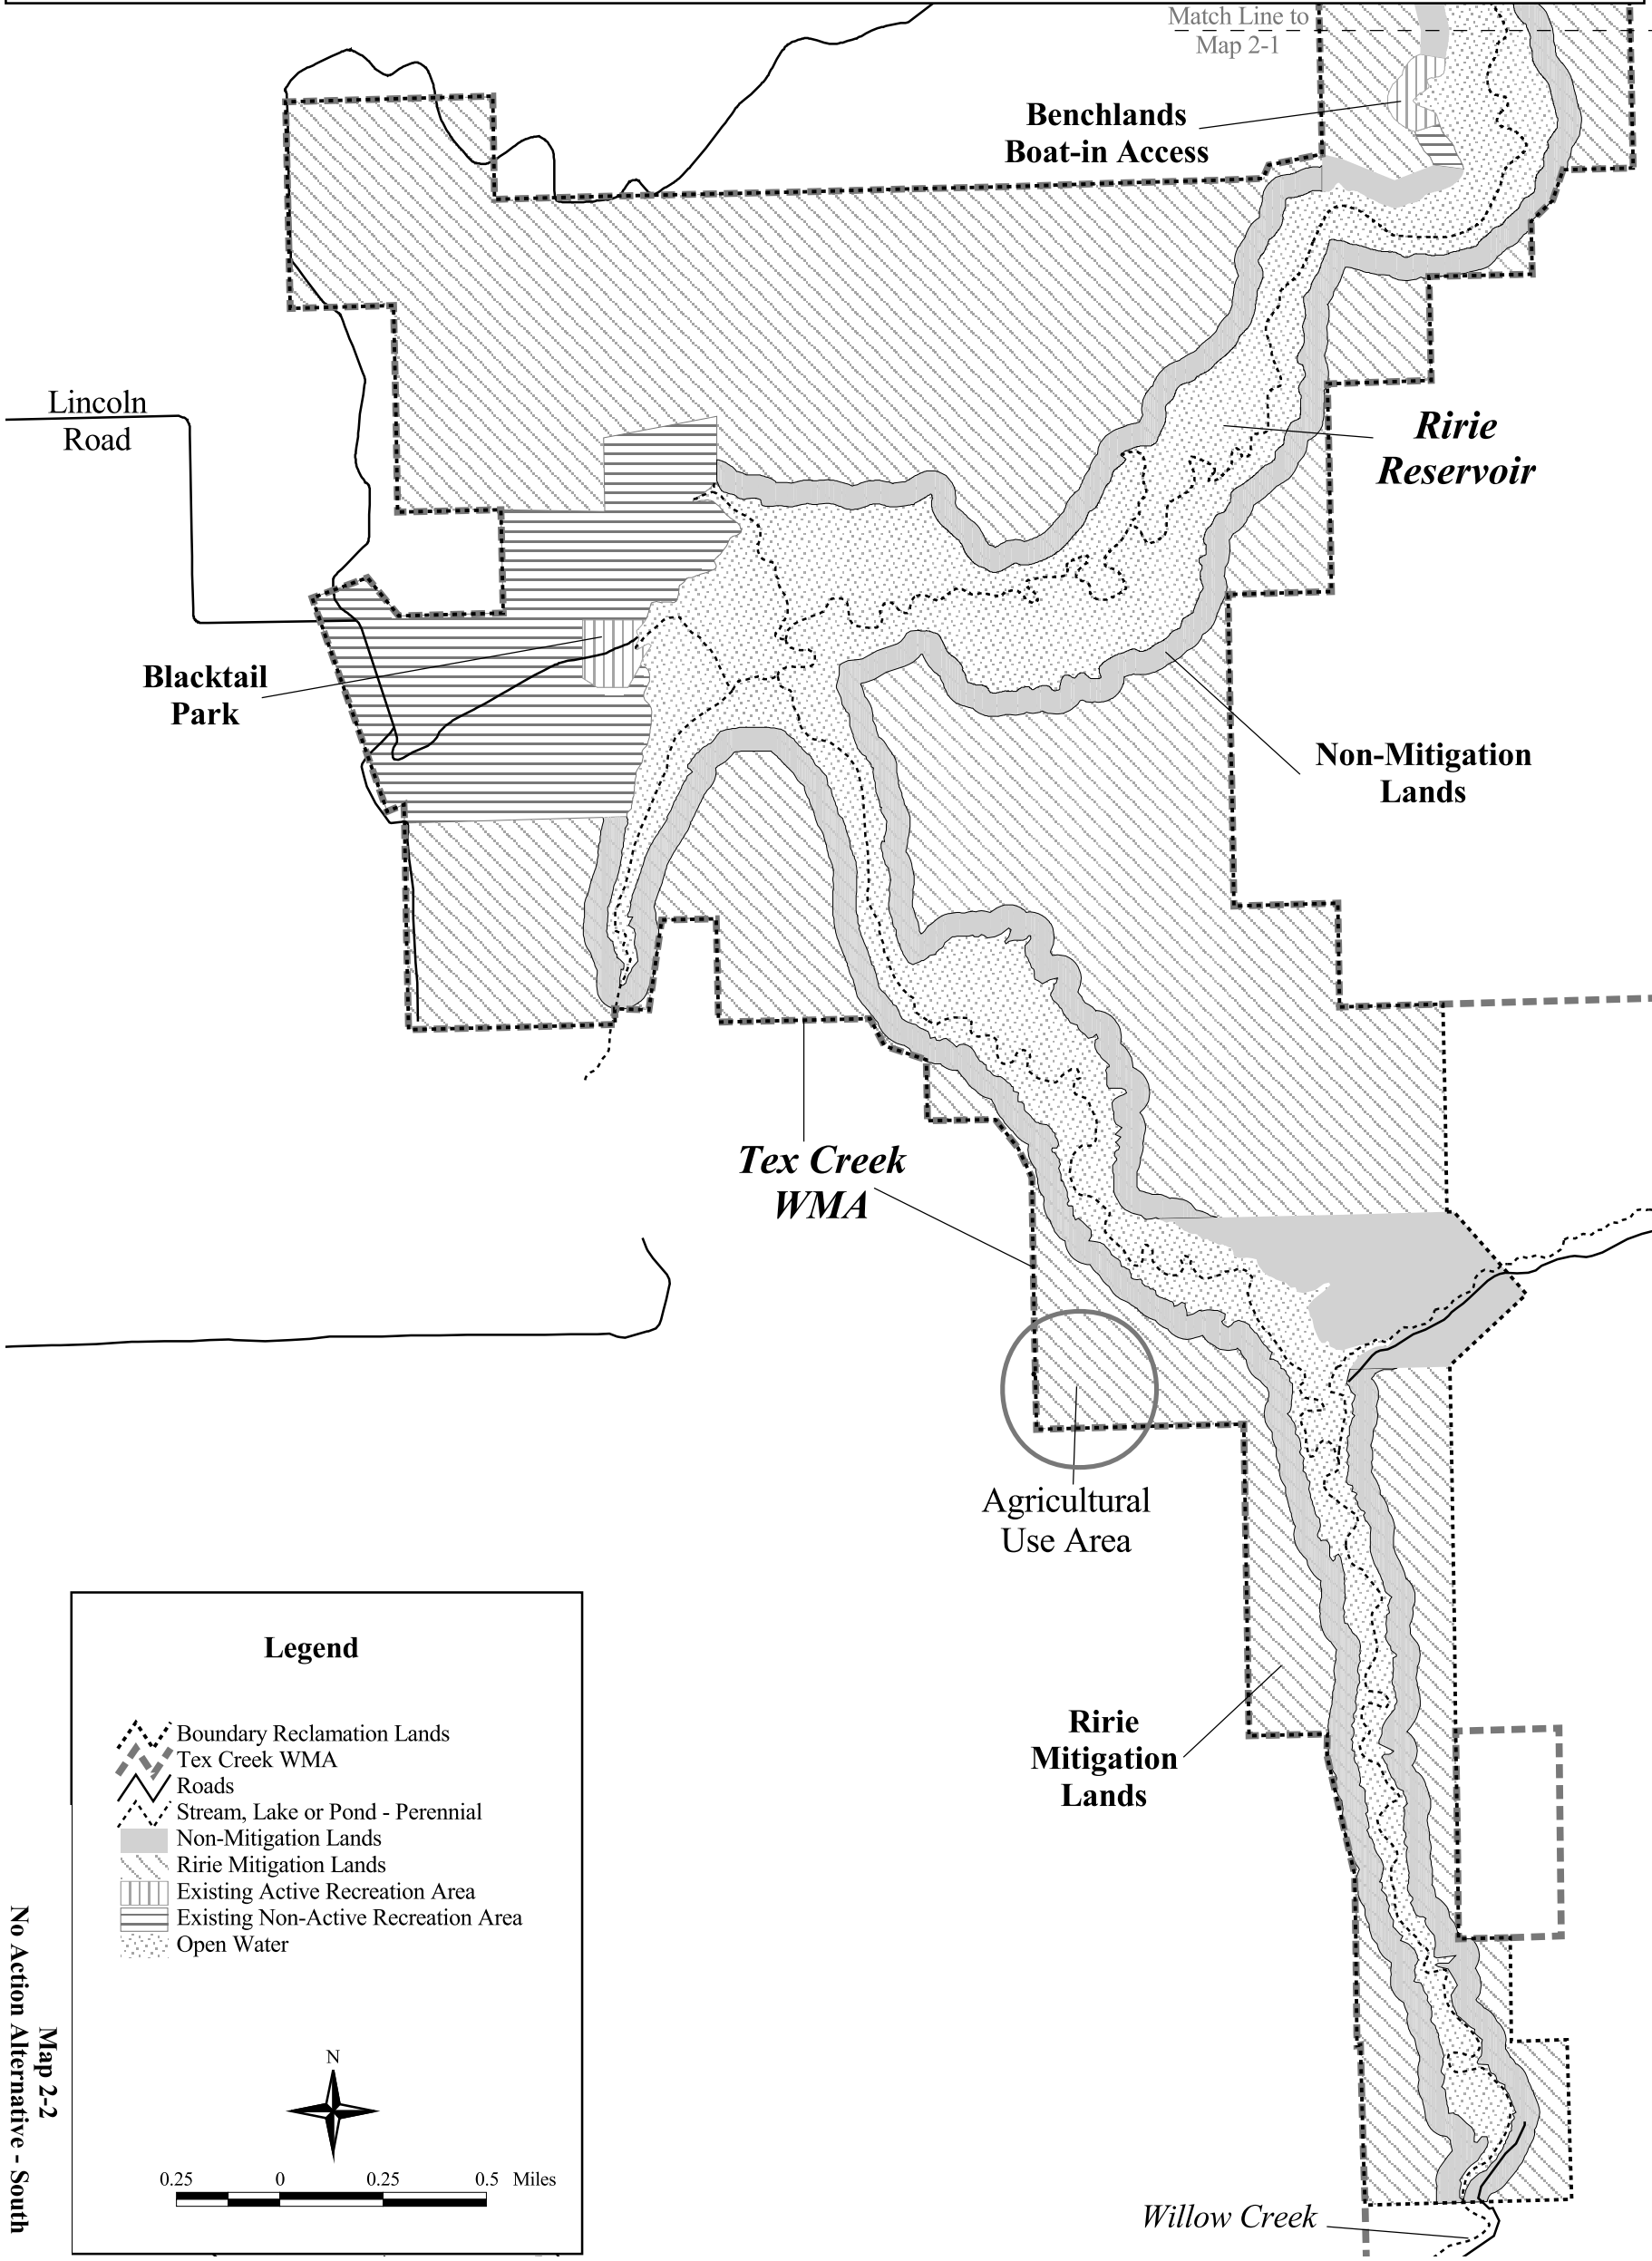 Match Line to
Map 2-1
Benchlands
Boat-in Access
Lincoln
Road
Ririe
Reservoir
Blacktail
Park
Non-Mitigation
Lands
Tex Creek
WMA
Agricultural
Use Area
Ririe
Mitigation
Lands
Willow Creek
Legend
Boundary Reclamation Lands
Tex Creek WMA
Roads
Stream, Lake or Pond - Perennial
Non-Mitigation Lands
Ririe Mitigation Lands
Existing Active Recreation Area
Existing Non-Active Recreation Area
Open Water
N
0.25 0 0.25 0.5 Miles
Map 2-2
No Action Alternative - South